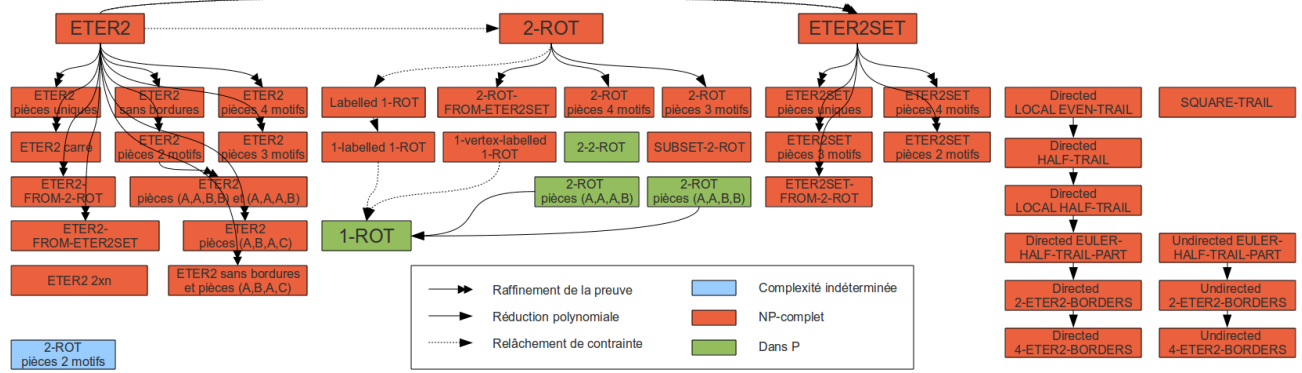 ETER2
2-ROT
ETER2SET
ETER2
pièces uniques
ETER2
sans bordures
ETER2
pièces 4 motifs
Labelled 1-ROT
2-ROT-
FROM-ETER2SET
2-ROT
pièces 4 motifs
2-ROT
pièces 3 motifs
ETER2SET
pièces uniques
ETER2SET
pièces 4 motifs
Directed
LOCAL EVEN-TRAIL
SQUARE-TRAIL
ETER2 carré
ETER2
pièces 2 motifs
ETER2
pièces 3 motifs
1-labelled 1-ROT
1-vertex-labelled
1-ROT
2-2-ROT
SUBSET-2-ROT
ETER2SET
pièces 3 motifs
ETER2SET
pièces 2 motifs
Directed
HALF-TRAIL
ETER2-
FROM-2-ROT
ETER2
pièces (A,A,B,B) et (A,A,A,B)
2-ROT
pièces (A,A,A,B)
2-ROT
pièces (A,A,B,B)
ETER2SET-
FROM-2-ROT
Directed
LOCAL HALF-TRAIL
ETER2-
FROM-ETER2SET
ETER2
pièces (A,B,A,C)
1-ROT
Directed EULER-
HALF-TRAIL-PART
Undirected EULER-
HALF-TRAIL-PART
ETER2 2xn
ETER2 sans bordures
et pièces (A,B,A,C)
Directed
2-ETER2-BORDERS
Undirected
2-ETER2-BORDERS
Raffinement de la preuve
Complexité indéterminée
Réduction polynomiale
NP-complet
Relâchement de contrainte
Dans P
2-ROT
pièces 2 motifs
Directed
4-ETER2-BORDERS
Undirected
4-ETER2-BORDERS